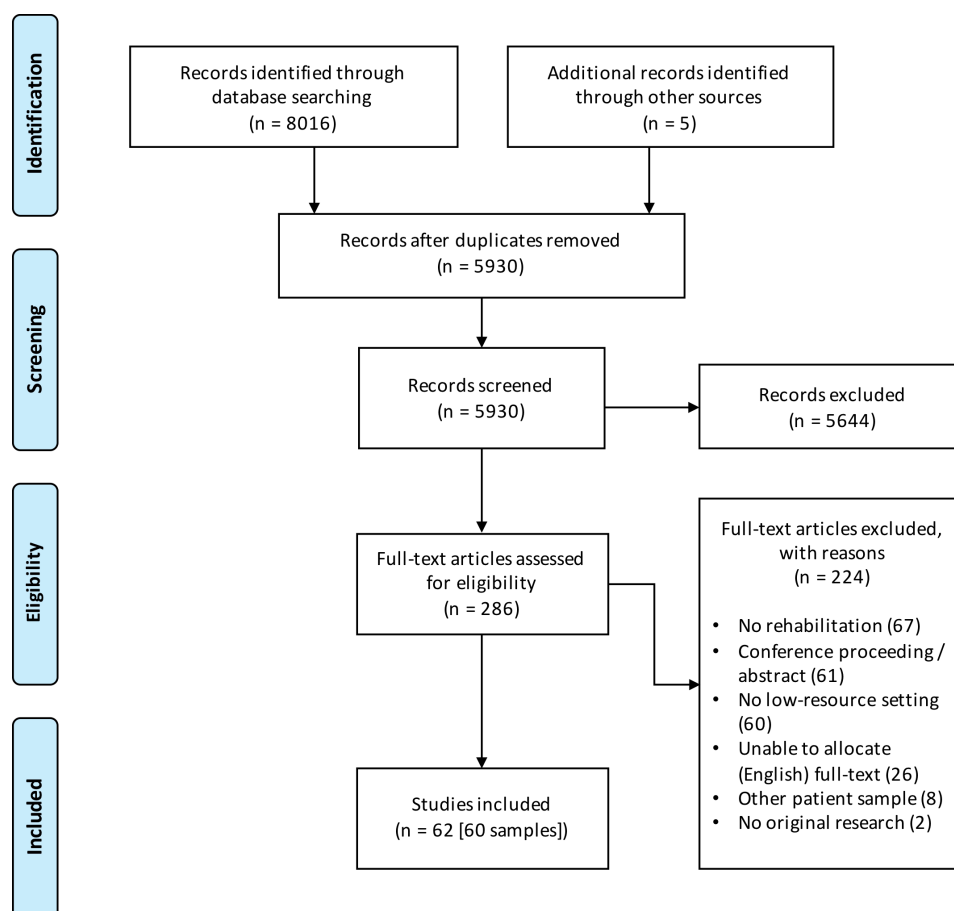 Identification
Records identified through
database searching
(n = 8016)
Additional records identified
through other sources
(n = 5)
Records after duplicates removed
(n = 5930)
Screening
Records screened
(n = 5930)
Records excluded
(n = 5644)
Eligibility
Full-text articles assessed
for eligibility
(n = 286)
Full-text articles excluded,
with reasons
(n = 224)
• No rehabilitation (67)
• Conference proceeding /
abstract (61)
• No low-resource setting
(60)
• Unable to allocate
(English) full-text (26)
• Other patient sample (8)
• No original research (2)
Included
Studies included
(n = 62 [60 samples])